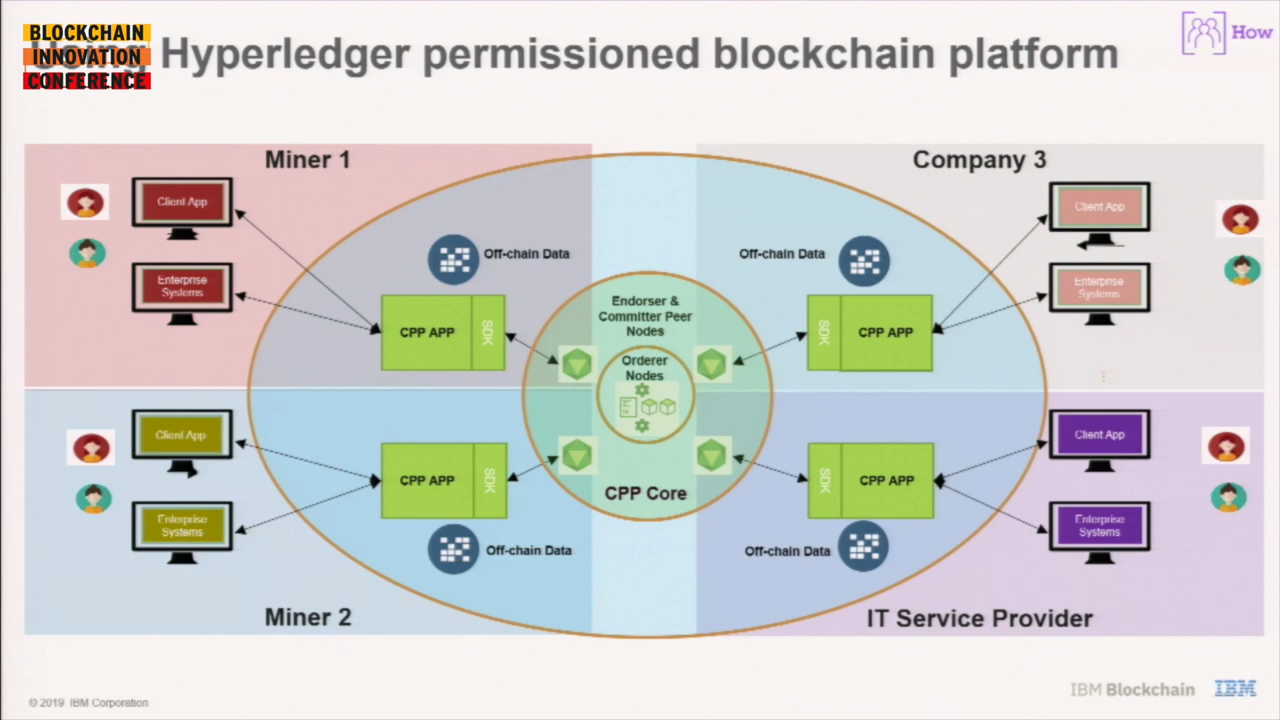 BLOCKCHAIN
INNOVATION
CONFERENCE
Using Hyperledger permissioned blockchain platform
How
Miner 1
Client App
Enterprise
Systems
Off-chain Data
CPP APP
SDK
Company 3
Client App
Enterprise
Systems
Off-chain Data
SDK
CPP APP
Endorser &
Committer Peer
Nodes
Orderer
Nodes
CPP Core
Client App
Enterprise
Systems
CPP APP
SDK
Off-chain Data
Miner 2
Client App
Enterprise
Systems
SDK
CPP APP
Off-chain Data
IT Service Provider
© 2019 IBM Corporation
IBM Blockchain
IBM